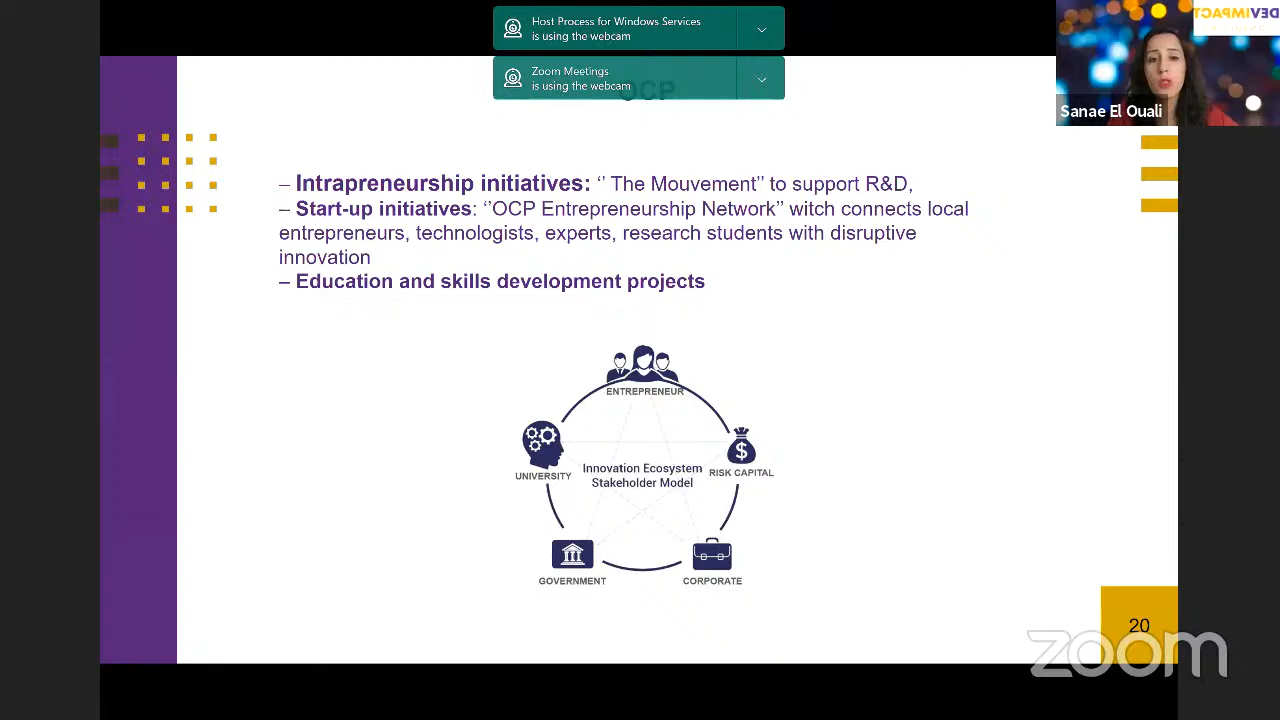 Host Process for Windows Services
is using the webcam
Zoom Meetings
is using the webcam
OCP
DEVIMPACT
Sanae El Ouali
– Intrapreneurship initiatives: ‘’ The Mouvement’’ to support R&D,
– Start-up initiatives: ‘’OCP Entrepreneurship Network’’ witch connects local
entrepreneurs, technologists, experts, research students with disruptive
innovation
– Education and skills development projects
ENTREPRENEUR
UNIVERSITY
Innovation Ecosystem
Stakeholder Model
RISK CAPITAL
GOVERNMENT
CORPORATE
20
zoom